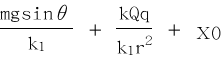 mgsinθ/k₁ + kQq/k₁r² + X0